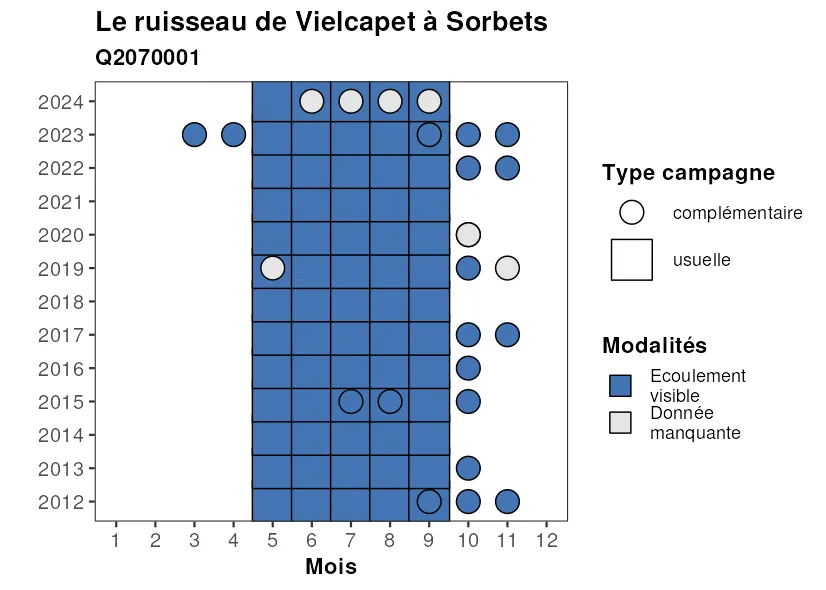 Le ruisseau de Vielcapet à Sorbets
Q2070001
2024
2023
2022
2021
2020
2019
2018
2017
2016
2015
2014
2013
2012
1 2 3 4 5 6 7 8 9 10 11 12
Mois
Type campagne
complémentaire
usuelle
Modalités
Ecoulement
visible
Donnée
manquante